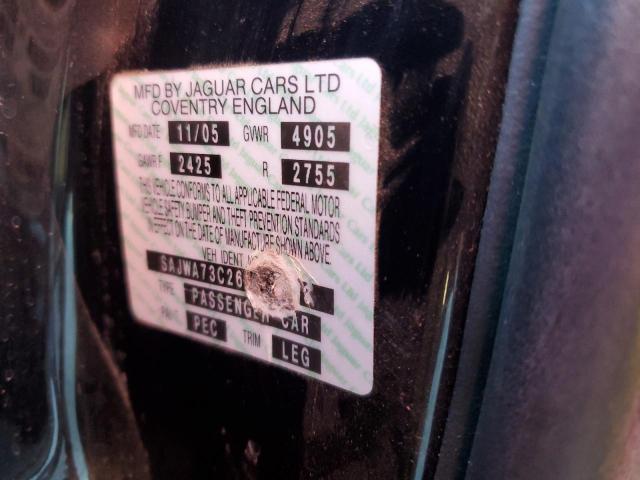 MFD BY JAGUAR CARS LTD
COVENTRY ENGLAND
MFD DATE 11/05 GVWR 4905
GAWR F 2425 R 2755
THIS VEHICLE CONFORMS TO ALL APPLICABLE FEDERAL MOTOR
VEHICLE SAFETY BUMPER AND THEFT PREVENTION STANDARDS
IN EFFECT ON THE DATE OF MANUFACTURE SHOWN ABOVE
VEH IDENT
SAJWA73C26
TYPE PASSENGER CAR
PAINT PEC TRIM LEG